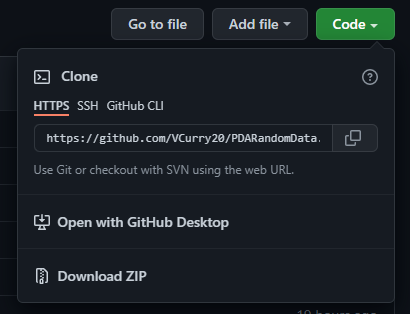 Go to file Add file Code
Clone
HTTPS SSH GitHub CLI
https://github.com/VCurry20/PDARandomData.
Use Git or checkout with SVN using the web URL.
Open with GitHub Desktop
Download ZIP